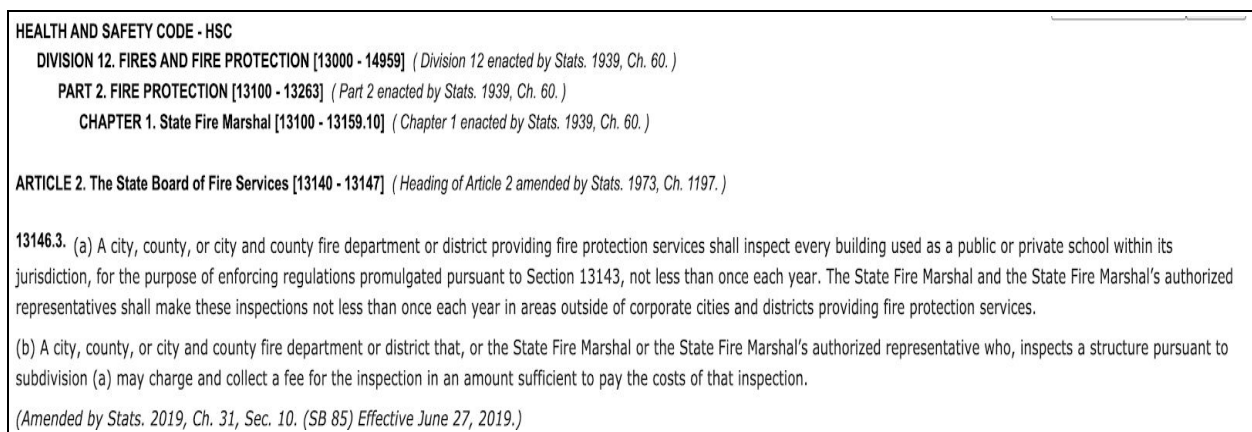 HEALTH AND SAFETY CODE - HSC
DIVISION 12. FIRES AND FIRE PROTECTION [13000 - 14959] ( Division 12 enacted by Stats. 1939, Ch. 60. )
PART 2. FIRE PROTECTION [13100 - 13263] ( Part 2 enacted by Stats. 1939, Ch. 60. )
CHAPTER 1. State Fire Marshal [13100 - 13159.10] ( Chapter 1 enacted by Stats. 1939, Ch. 60. )
ARTICLE 2. The State Board of Fire Services [13140 - 13147] ( Heading of Article 2 amended by Stats. 1973, Ch. 1197. )
13146.3. (a) A city, county, or city and county fire department or district providing fire protection services shall inspect every building used as a public or private school within its
jurisdiction, for the purpose of enforcing regulations promulgated pursuant to Section 13143, not less than once each year. The State Fire Marshal and the State Fire Marshal's authorized
representatives shall make these inspections not less than once each year in areas outside of corporate cities and districts providing fire protection services.
(b) A city, county, or city and county fire department or district that, or the State Fire Marshal or the State Fire Marshal's authorized representative who, inspects a structure pursuant to
subdivision (a) may charge and collect a fee for the inspection in an amount sufficient to pay the costs of that inspection.
(Amended by Stats. 2019, Ch. 31, Sec. 10. (SB 85) Effective June 27, 2019.)